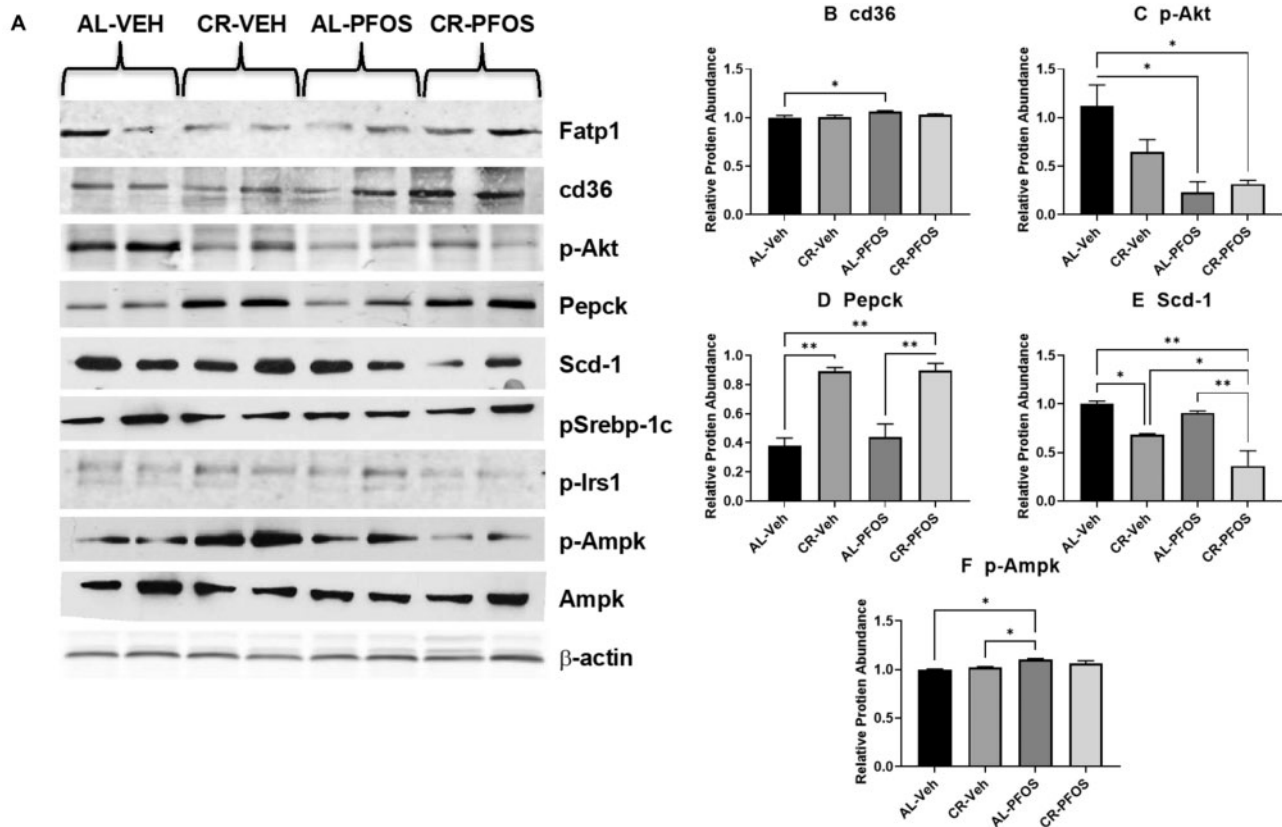 A
AL-VEH CR-VEH AL-PFOS CR-PFOS
Fatp1
cd36
p-Akt
Pepck
Scd-1
pSrebp-1c
p-Irs1
p-Ampk
Ampk
β-actin
B cd36
Relative Protien Abundance
1.5
1.0
0.5
0.0
*
AL-Veh
CR-Veh
AL-PFOS
CR-PFOS
C p-Akt
Relative Protien Abundance
1.5
1.0
0.5
0.0
*
*
AL-Veh
CR-Veh
AL-PFOS
CR-PFOS
D Pepck
Relative Protien Abundance
1.0
0.8
0.6
0.4
0.2
0.0
**
** **
AL-Veh
CR-Veh
AL-PFOS
CR-PFOS
E Scd-1
Relative Protien Abundance
1.5
1.0
0.5
0.0
**
*
* **
AL-Veh
CR-Veh
AL-PFOS
CR-PFOS
F p-Ampk
Relative Protien Abundance
1.5
1.0
0.5
0.0
*
*
AL-Veh
CR-Veh
AL-PFOS
CR-PFOS